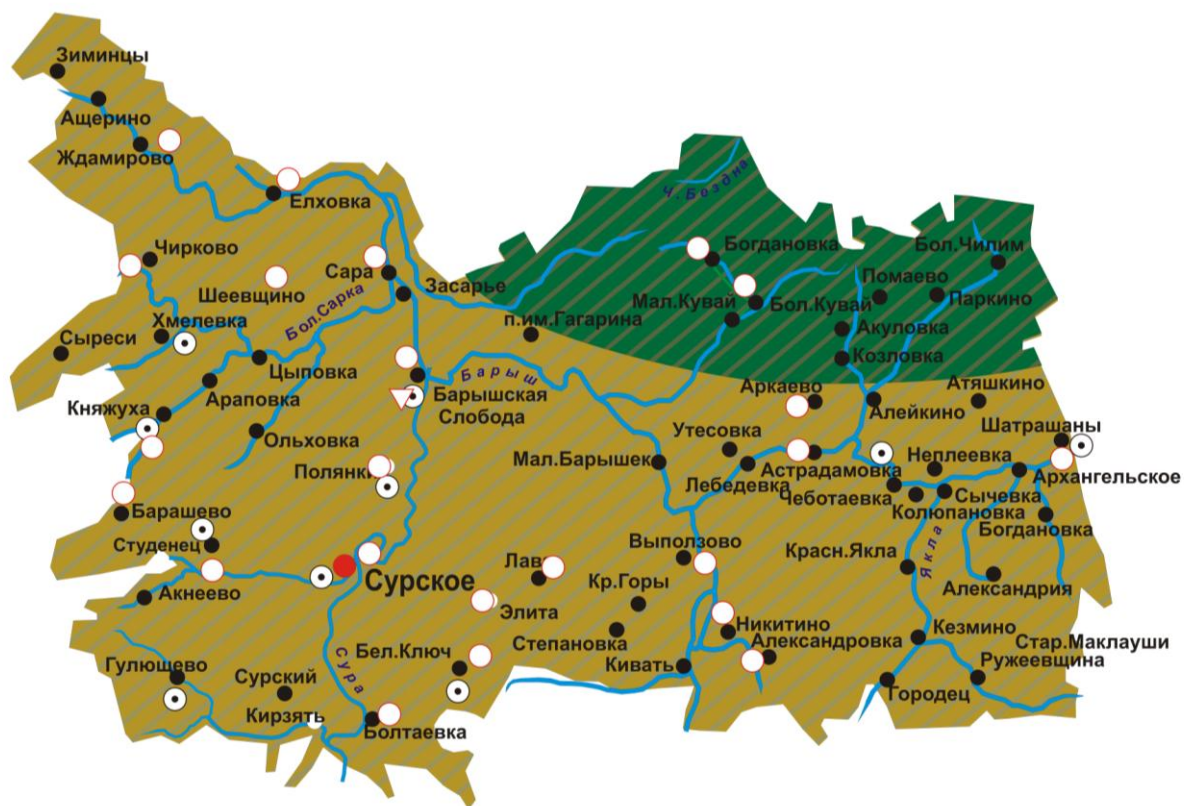 Зиминцы
Ащерино
Ждамирово
Ч.Бездна
Елховка
Чирково
Богдановка
Бол.Чилим
Сара
Шеевщино
Засарье
Помаево
Бол.Сарка
Мал.Кувай
Бол.Кувай
Паркино
Хмелевка
п.им.Гагарина
Акуловка
Сыреси
Цыповка
Барыш
Козловка
Араповка
Барышская
Слобода
Аркаево
Атяшкино
Княжуха
Алейкино
Ольховка
Утесовка
Шатрашаны
Полянки
Мал.Барышек
Лебедевка
Астрадамовка
Неплеевка
Архангельское
Чеботаевка
Сычевка
Колюпановка
Барашево
Богдановка
Студенец
Выползово
Красн.Якла
Якла
Лава
Сурское
Кр.Горы
Александрия
Акнеево
Элита
Никитино
Кезмино
Степановка
Александровка
Стар.Маклауши
Гулюшево
Бел.Ключ
Сура
Кивать
Ружеевщина
Сурский
Городец
Кирзять
Болтаевка